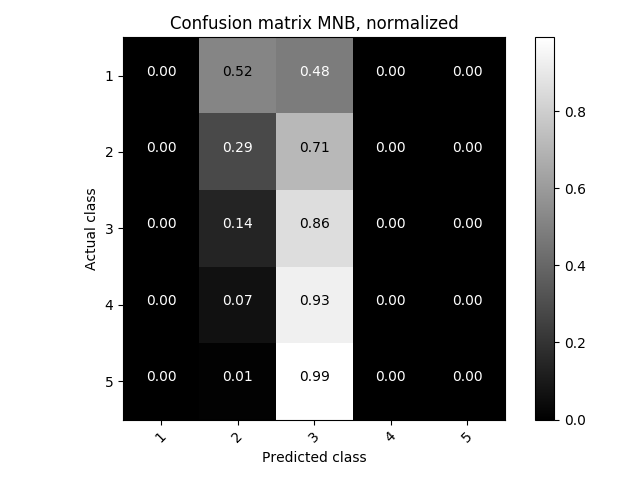 Confusion matrix MNB, normalized
1 0.00 0.52 0.48 0.00 0.00
2 0.00 0.29 0.71 0.00 0.00
3 0.00 0.14 0.86 0.00 0.00
4 0.00 0.07 0.93 0.00 0.00
5 0.00 0.01 0.99 0.00 0.00
1 2 3 4 5
Predicted class
Actual class
0.8
0.6
0.4
0.2
0.0